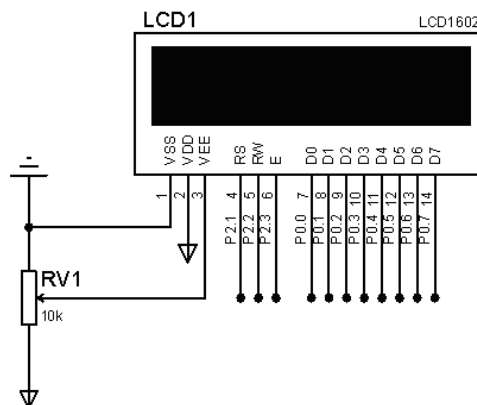 LCD1
LCD1602
VSS
VDD
VEE
RS
RW
E
D0
D1
D2
D3
D4
D5
D6
D7
1
2
3
4
5
6
7
8
9
10
11
12
13
14
P2.1
P2.2
P2.3
P0.0
P0.1
P0.2
P0.3
P0.4
P0.5
P0.6
P0.7
RV1
10k